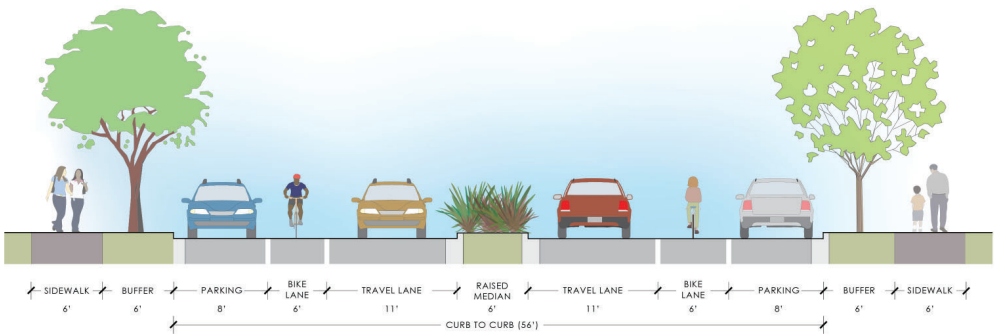 SIDEWALK BUFFER PARKING BIKE LANE TRAVEL LANE RAISED MEDIAN TRAVEL LANE BIKE LANE PARKING BUFFER SIDEWALK
6' 6' 8' 6' 11' 6' 11' 6' 8' 6' 6'
CURB TO CURB (56')